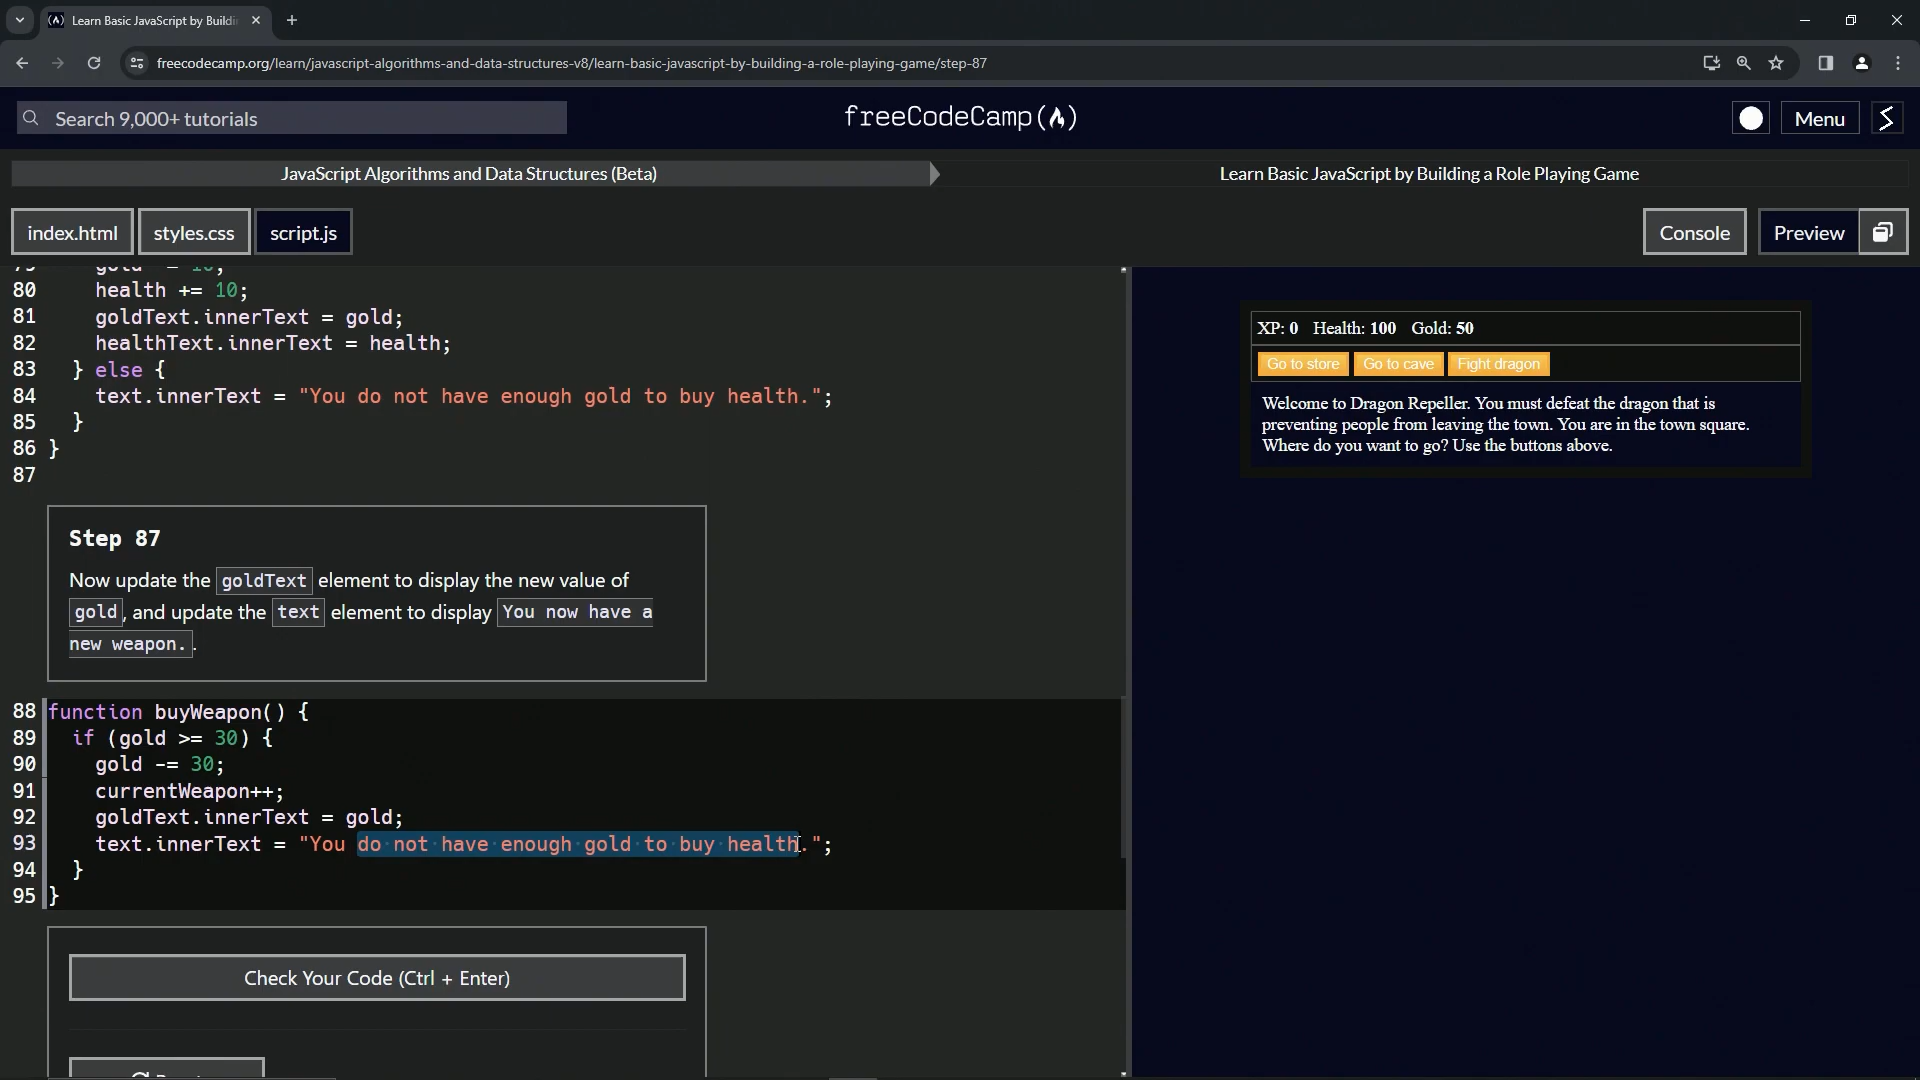 Learn Basic JavaScript by Buildi
freecodecamp.org/learn/javascript-algorithms-and-data-structures-v8/learn-basic-javascript-by-building-a-role-playing-game/step-87
Search 9,000+ tutorials
freeCodeCamp(🔥)
Menu
JavaScript Algorithms and Data Structures (Beta)
Learn Basic JavaScript by Building a Role Playing Game
index.html
styles.css
script.js
Console
Preview
79 gold -= 10;
80 health += 10;
81 goldText.innerText = gold;
82 healthText.innerText = health;
83 } else {
84 text.innerText = "You do not have enough gold to buy health.";
85 }
86 }
87
Step 87
Now update the goldText element to display the new value of
gold, and update the text element to display You now have a
new weapon..
88 function buyWeapon() {
89 if (gold >= 30) {
90 gold -= 30;
91 currentWeapon++;
92 goldText.innerText = gold;
93 text.innerText = "You do not have enough gold to buy health.";
94 }
95 }
Check Your Code (Ctrl + Enter)
XP: 0 Health: 100 Gold: 50
Go to store
Go to cave
Fight dragon
Welcome to Dragon Repeller. You must defeat the dragon that is
preventing people from leaving the town. You are in the town square.
Where do you want to go? Use the buttons above.